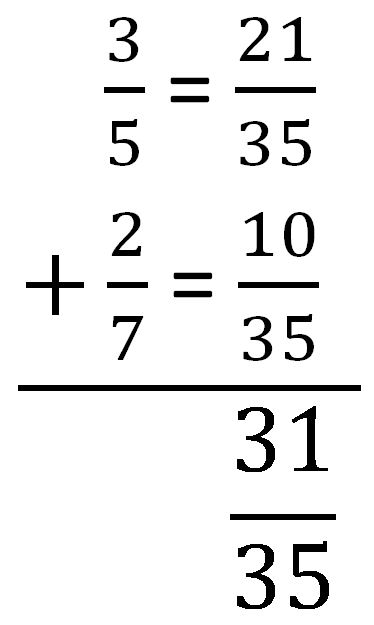 3/5 = 21/35
+ 2/7 = 10/35
31/35